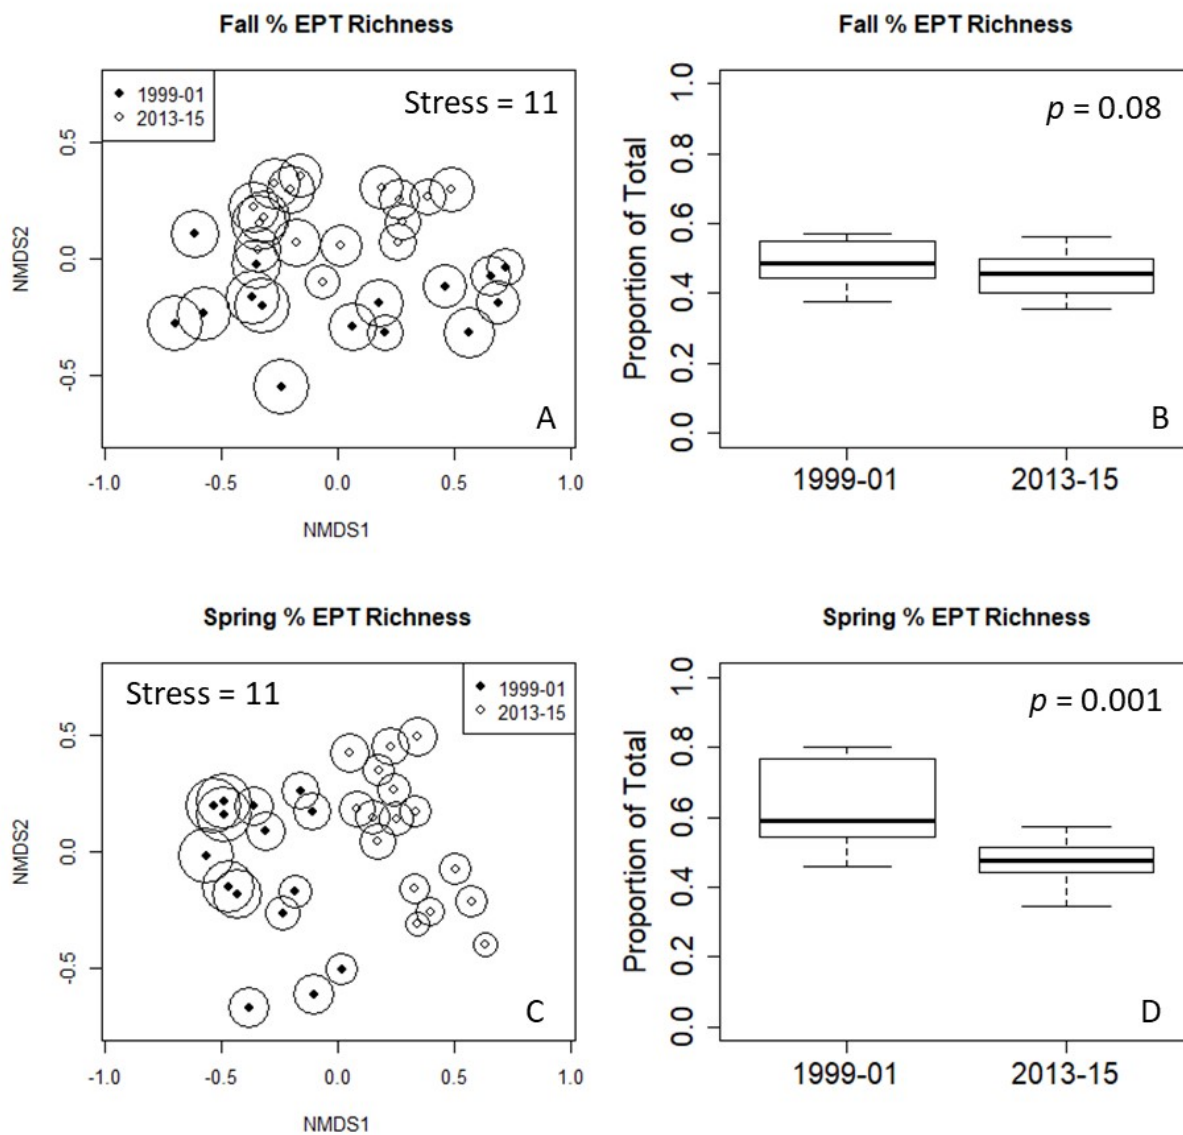 Fall % EPT Richness
1999-01
2013-15
Stress = 11
0.5
0.0
-0.5
NMDS2
A
-1.0 -0.5 0.0 0.5 1.0
NMDS1
Fall % EPT Richness
p = 0.08
1.0
0.8
0.6
0.4
0.2
0.0
Proportion of Total
B
1999-01 2013-15
Spring % EPT Richness
Stress = 11
1999-01
2013-15
0.5
0.0
-0.5
NMDS2
C
-1.0 -0.5 0.0 0.5 1.0
NMDS1
Spring % EPT Richness
p = 0.001
1.0
0.8
0.6
0.4
0.2
0.0
Proportion of Total
D
1999-01 2013-15